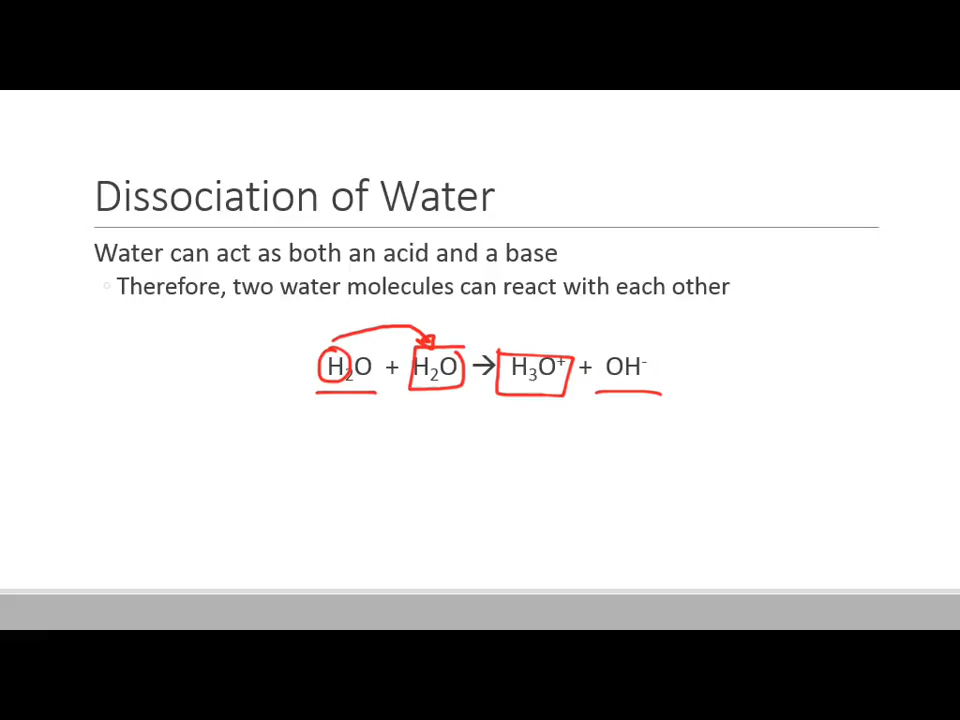 Dissociation of Water
Water can act as both an acid and a base
◦ Therefore, two water molecules can react with each other
H₂O + H₂O → H₃O⁺ + OH⁻